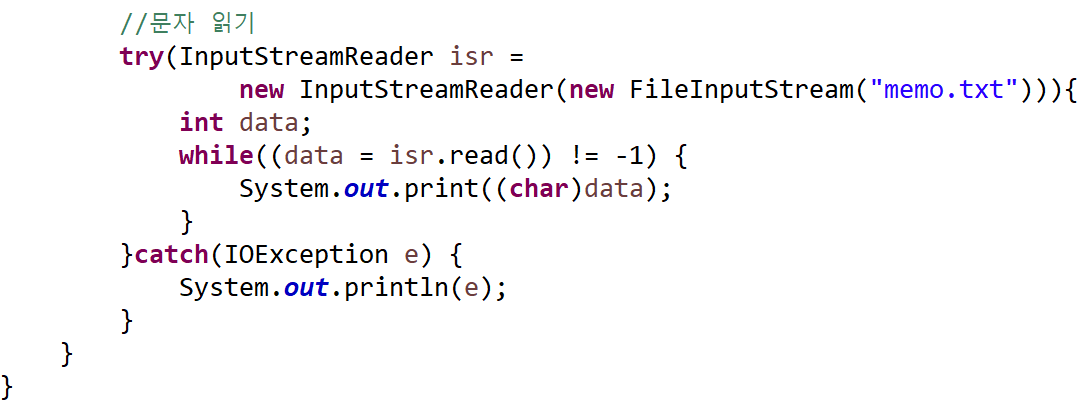 //문자 읽기
try(InputStreamReader isr =
new InputStreamReader(new FileInputStream("memo.txt"))){
int data;
while((data = isr.read()) != -1) {
System.out.print((char)data);
}
}catch(IOException e) {
System.out.println(e);
}
}
}